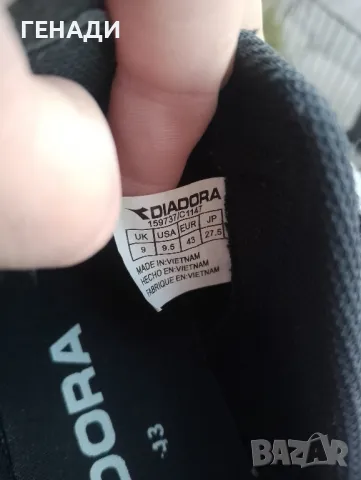 ГЕНАДИ
DIADORA
159737/C1147
UK USA EUR JP
9 9.5 43 27.5
MADE IN:VIETNAM
HECHO EN:VIETNAM
FABRIQUE EN:VIETNAM
DORA
43
BAZAR